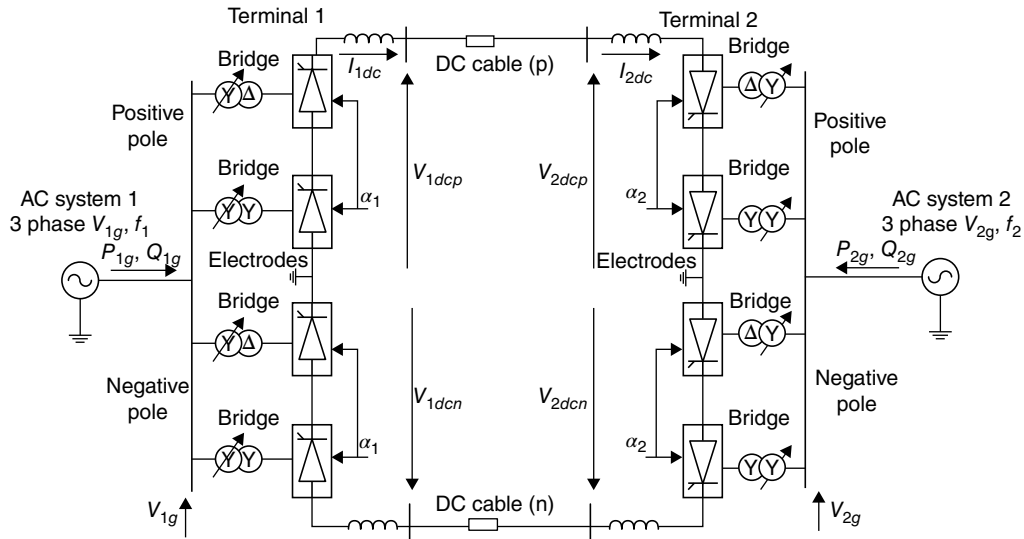 Terminal 1
Terminal 2
Bridge
I1dc
DC cable (p)
I2dc
Bridge
Y Δ
Δ Y
Positive
pole
Positive
pole
Bridge
V1dcp
V2dcp
Bridge
α1
α2
AC system 1
3 phase V1g, f1
Y Y
Y Y
AC system 2
3 phase V2g, f2
P1g, Q1g
Electrodes
Electrodes
P2g, Q2g
Bridge
Bridge
Y Δ
Δ Y
Negative
pole
V1dcn
V2dcn
Negative
pole
Bridge
α1
α2
Bridge
Y Y
Y Y
V1g
DC cable (n)
V2g